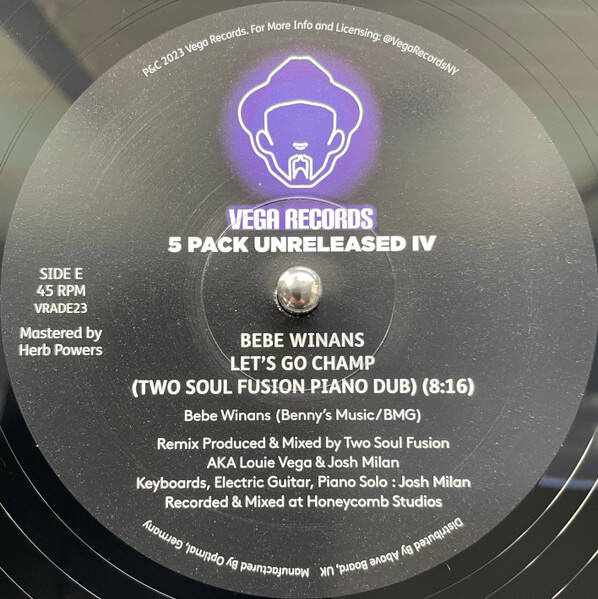 P&C 2023 Vega Records. For More Info and Licensing: @VegaRecordsNY
VEGA RECORDS
5 PACK UNRELEASED IV
SIDE E
45 RPM
VRADE23
Mastered by
Herb Powers
BEBE WINANS
LET'S GO CHAMP
(TWO SOUL FUSION PIANO DUB) (8:16)
Bebe Winans (Benny's Music/BMG)
Remix Produced & Mixed by Two Soul Fusion
AKA Louie Vega & Josh Milan
Keyboards, Electric Guitar, Piano Solo : Josh Milan
Recorded & Mixed at Honeycomb Studios
Manufactured By Optimal, Germany
Distributed By Above Board, UK